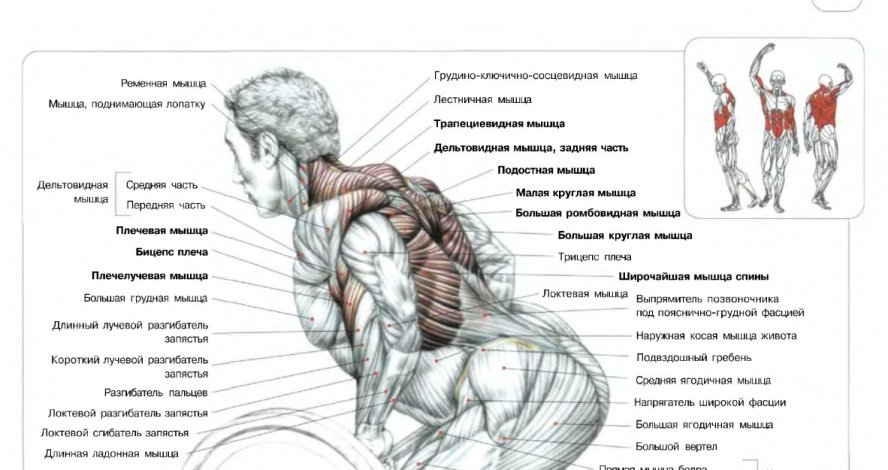 Ременная мышца
Мышца, поднимающая лопатку
Дельтовидная
мышца
Средняя часть
Передняя часть
Плечевая мышца
Бицепс плеча
Плечелучевая мышца
Большая грудная мышца
Длинный лучевой разгибатель
запястья
Короткий лучевой разгибатель
запястья
Разгибатель пальцев
Локтевой разгибатель запястья
Локтевой сгибатель запястья
Длинная ладонная мышца
Грудино-ключично-сосцевидная мышца
Лестничная мышца
Трапециевидная мышца
Дельтовидная мышца, задняя часть
Подостная мышца
Малая круглая мышца
Большая ромбовидная мышца
Большая круглая мышца
Трицепс плеча
Широчайшая мышца спины
Локтевая мышца
Выпрямитель позвоночника
под пояснично-грудной фасцией
Наружная косая мышца живота
Подвздошный гребень
Средняя ягодичная мышца
Напрягатель широкой фасции
Большая ягодичная мышца
Большой вертел
Прямая мышца бедра